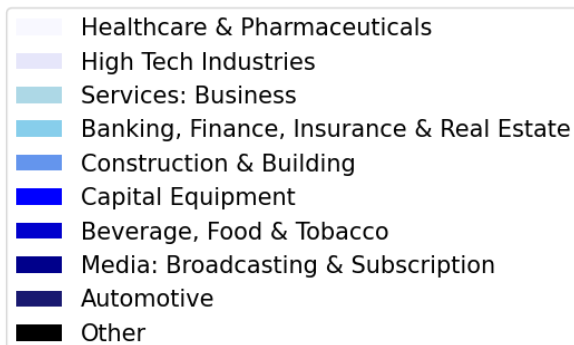 Healthcare & Pharmaceuticals
High Tech Industries
Services: Business
Banking, Finance, Insurance & Real Estate
Construction & Building
Capital Equipment
Beverage, Food & Tobacco
Media: Broadcasting & Subscription
Automotive
Other